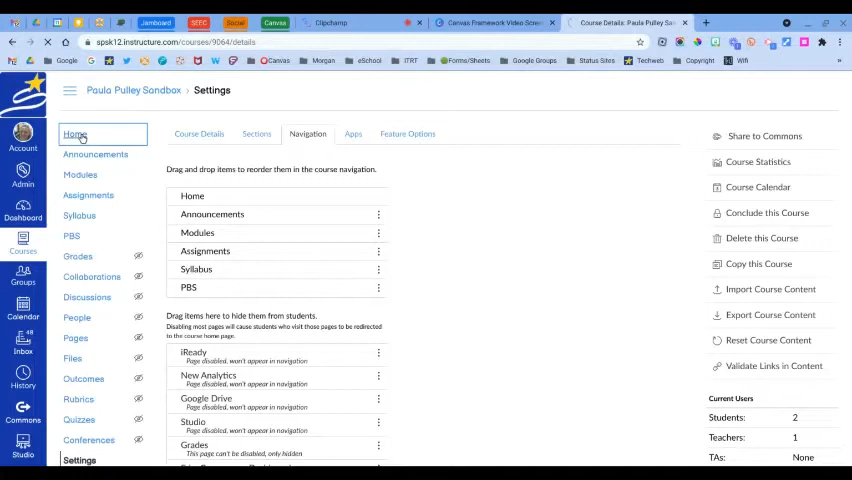 Jamboard
SEEC
Social
Canvas
Clipchamp
Canvas Framework Video Screen
Course Details: Paula Pulley San
spsk12.instructure.com/courses/9064/details
Google
Canvas
Morgan
eSchool
iTRT
Forms/Sheets
Google Groups
Status Sites
Techweb
Copyright
Wifi
Paula Pulley Sandbox › Settings
Account
Admin
Dashboard
Courses
Groups
Calendar
48
Inbox
History
Commons
Studio
Home
Announcements
Modules
Assignments
Syllabus
PBS
Grades
Collaborations
Discussions
People
Pages
Files
Outcomes
Rubrics
Quizzes
Conferences
Settings
Course Details
Sections
Navigation
Apps
Feature Options
Drag and drop items to reorder them in the course navigation.
Home
Announcements
Modules
Assignments
Syllabus
PBS
Drag items here to hide them from students.
Disabling most pages will cause students who visit those pages to be redirected
to the course home page.
iReady
Page disabled, won't appear in navigation
New Analytics
Page disabled, won't appear in navigation
Google Drive
Page disabled, won't appear in navigation
Studio
Page disabled, won't appear in navigation
Grades
This page can't be disabled, only hidden
Share to Commons
Course Statistics
Course Calendar
Conclude this Course
Delete this Course
Copy this Course
Import Course Content
Export Course Content
Reset Course Content
Validate Links in Content
Current Users
Students: 2
Teachers: 1
TAs: None